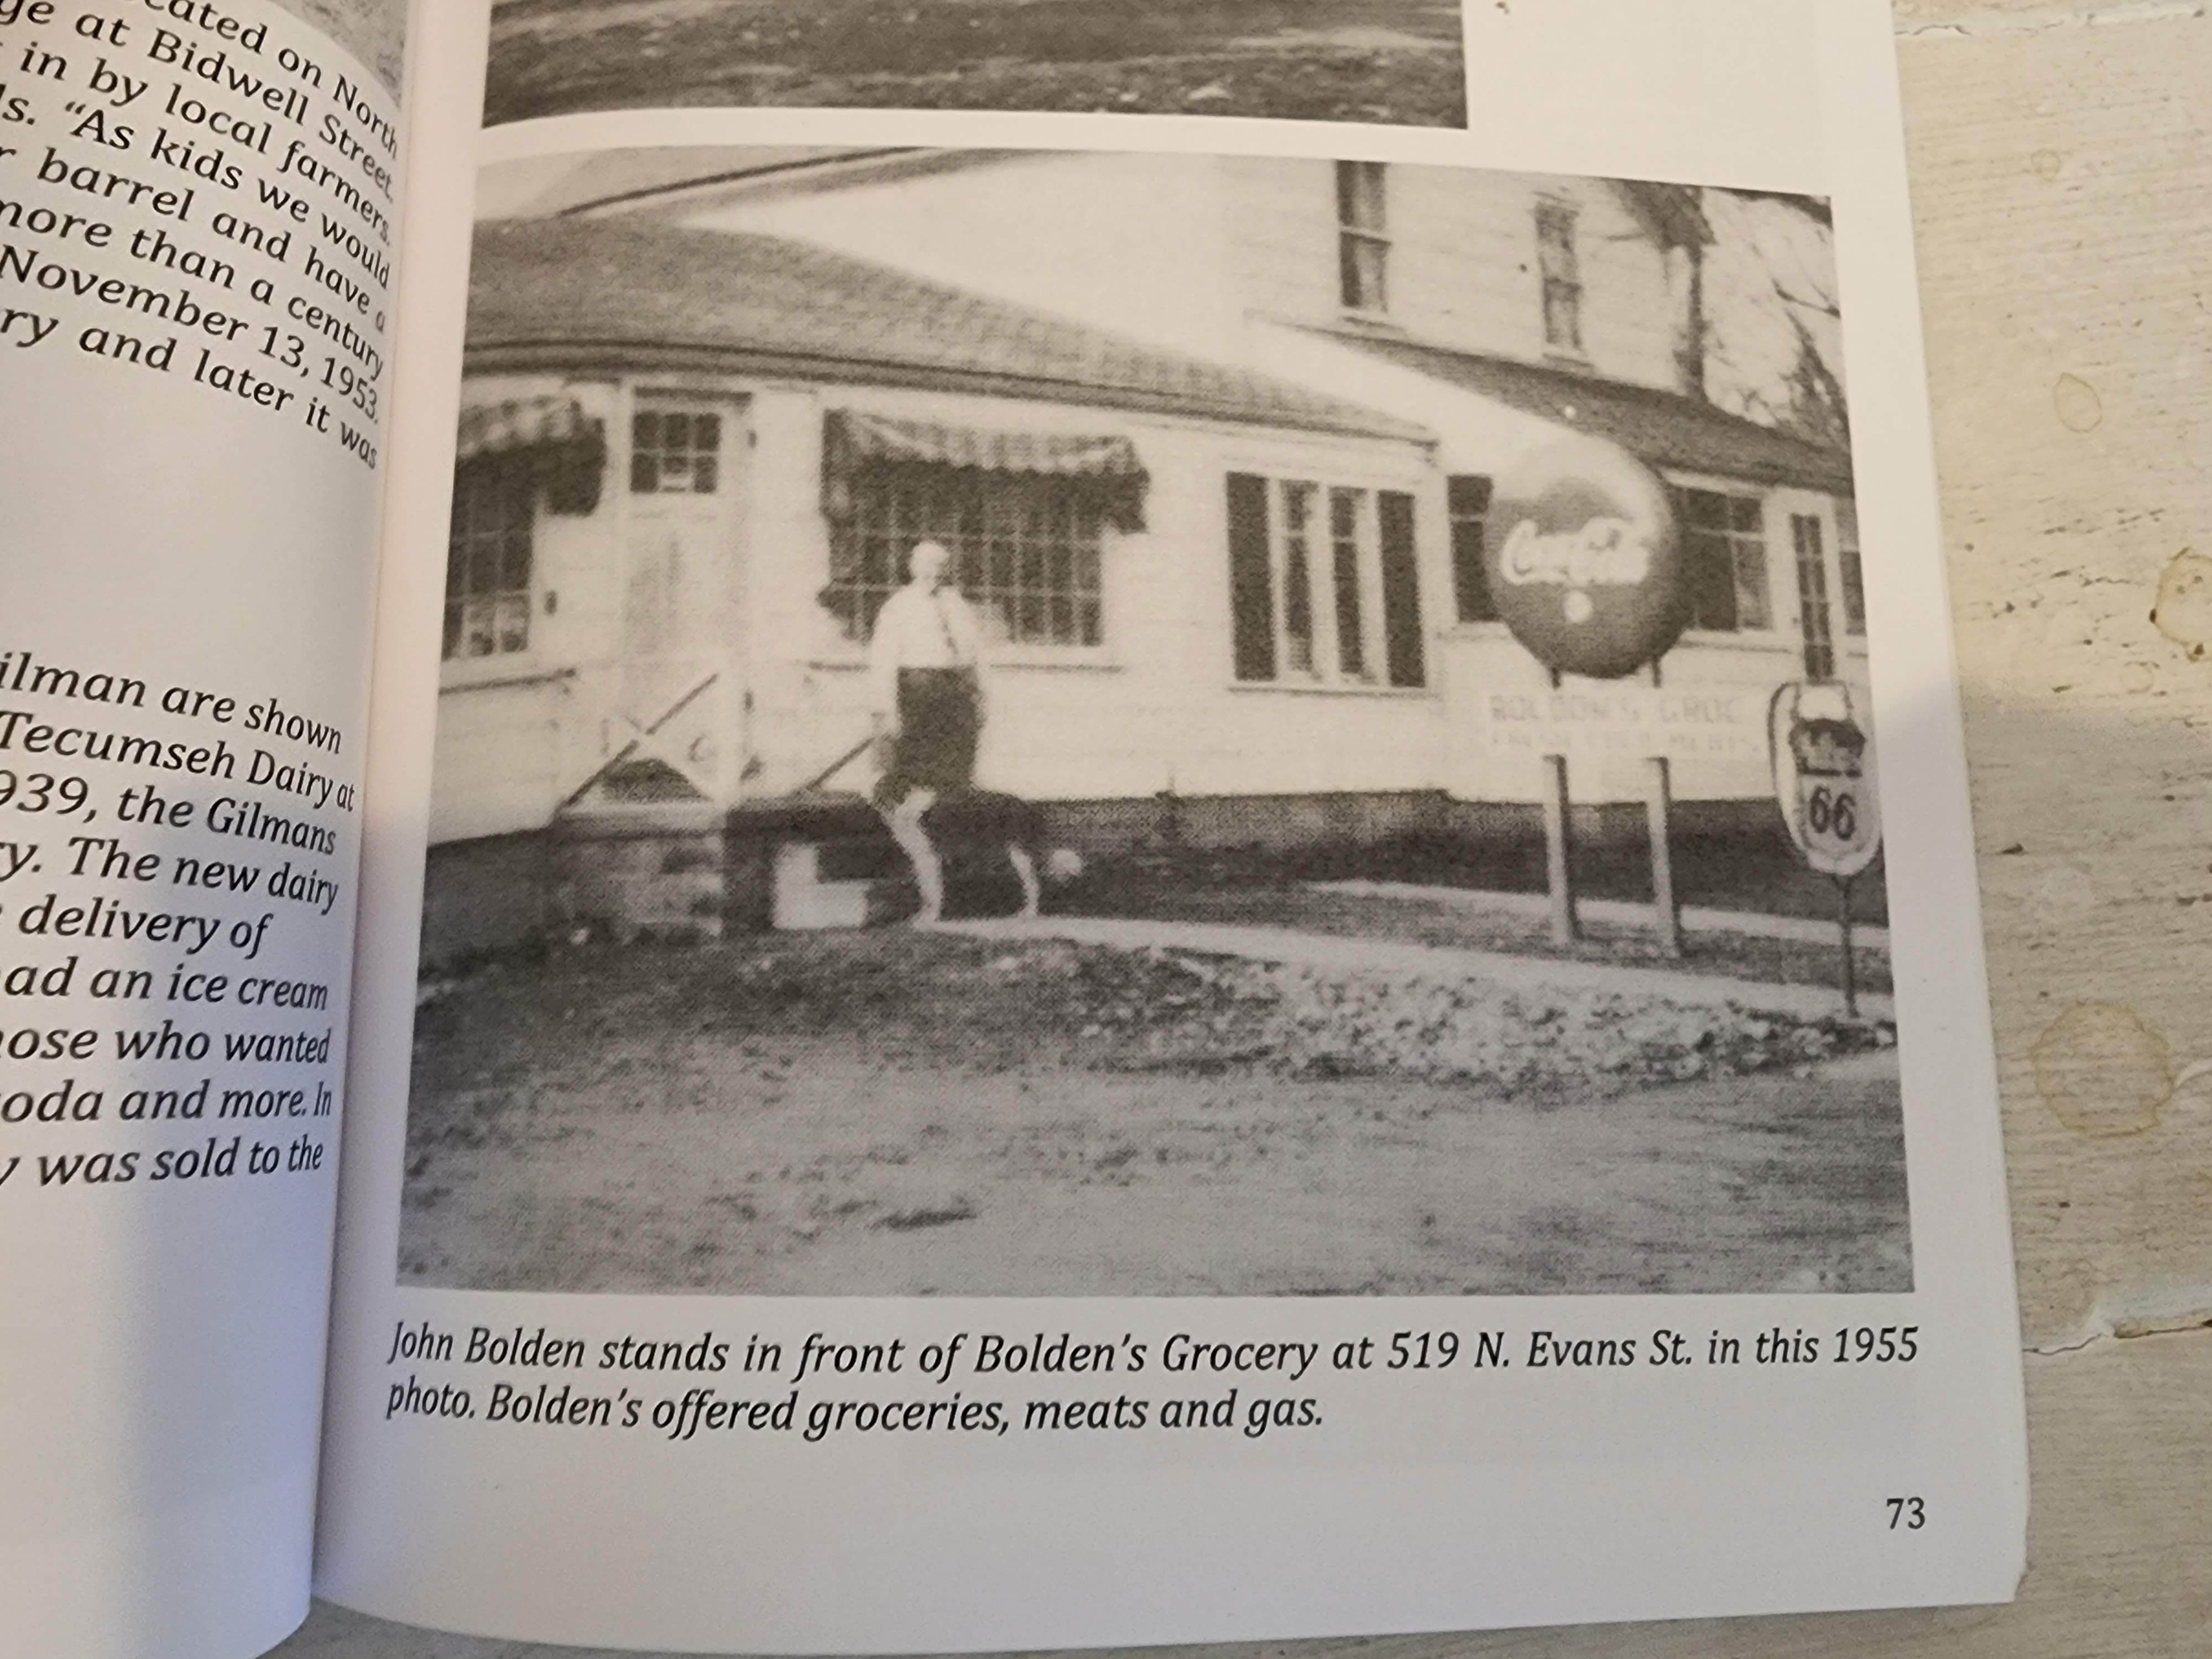 cated on North
ge at Bidwell Street.
in by local farmers.
ls. “As kids we would
r barrel and have a
more than a century
November 13, 1953.
ry and later it was
ilman are shown
Tecumseh Dairy at
939, the Gilmans
y. The new dairy
delivery of
ad an ice cream
hose who wanted
oda and more. In
y was sold to the
Coca-Cola
BOLDON'S GROC
66
John Bolden stands in front of Bolden’s Grocery at 519 N. Evans St. in this 1955
photo. Bolden’s offered groceries, meats and gas.
73